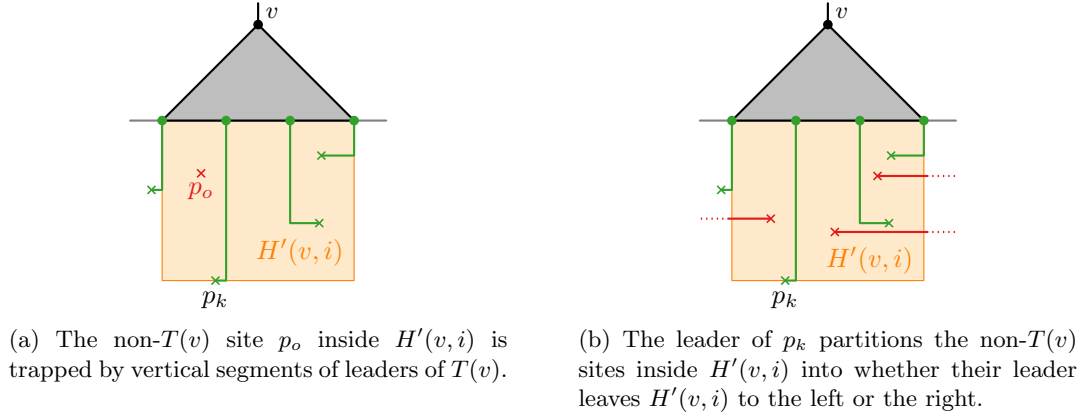 v
v
p_o
H'(v, i)
H'(v, i)
p_k
p_k
(a) The non-T(v) site p_o inside H'(v, i) is
trapped by vertical segments of leaders of T(v).
(b) The leader of p_k partitions the non-T(v)
sites inside H'(v, i) into whether their leader
leaves H'(v, i) to the left or the right.